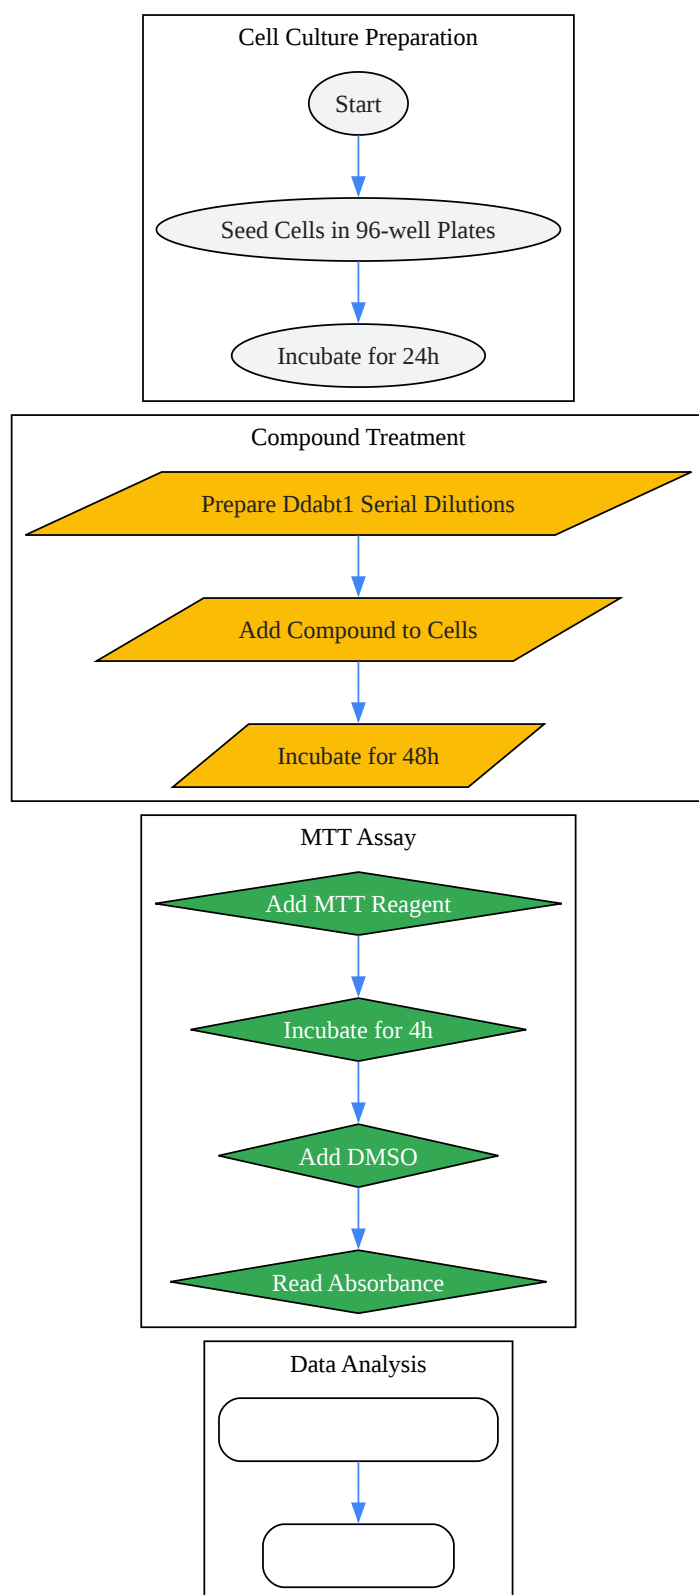 Cell Culture Preparation
Start
Seed Cells in 96-well Plates
Incubate for 24h
Compound Treatment
Prepare Ddabt1 Serial Dilutions
Add Compound to Cells
Incubate for 48h
MTT Assay
Add MTT Reagent
Incubate for 4h
Add DMSO
Read Absorbance
Data Analysis